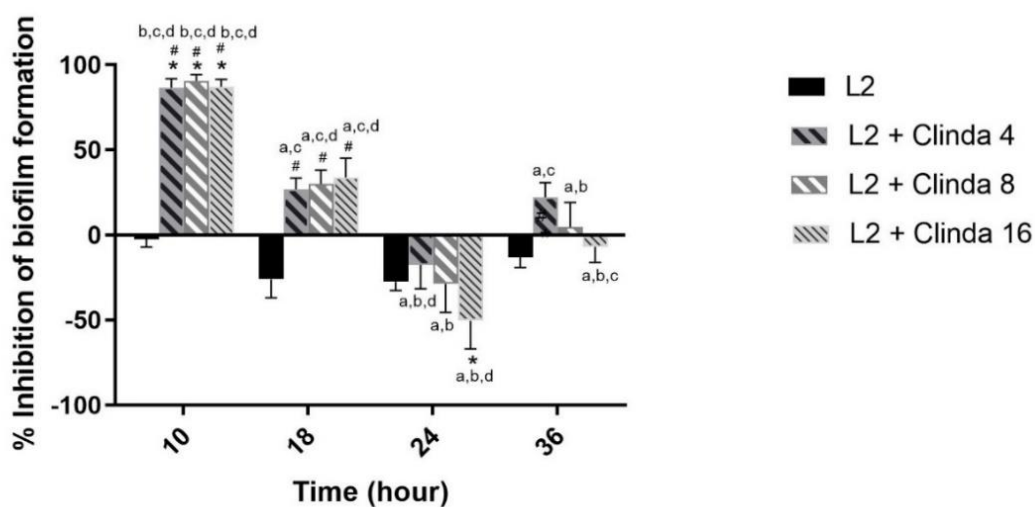 b,c,d b,c,d b,c,d
# # #
* * *
a,c a,c,d a,c,d
# # #
a,c
a,b
#
a,b,d
a,b
*
a,b,d
a,b,c
100
50
0
-50
-100
10 18 24 36
Time (hour)
% Inhibition of biofilm formation
L2
L2 + Clinda 4
L2 + Clinda 8
L2 + Clinda 16